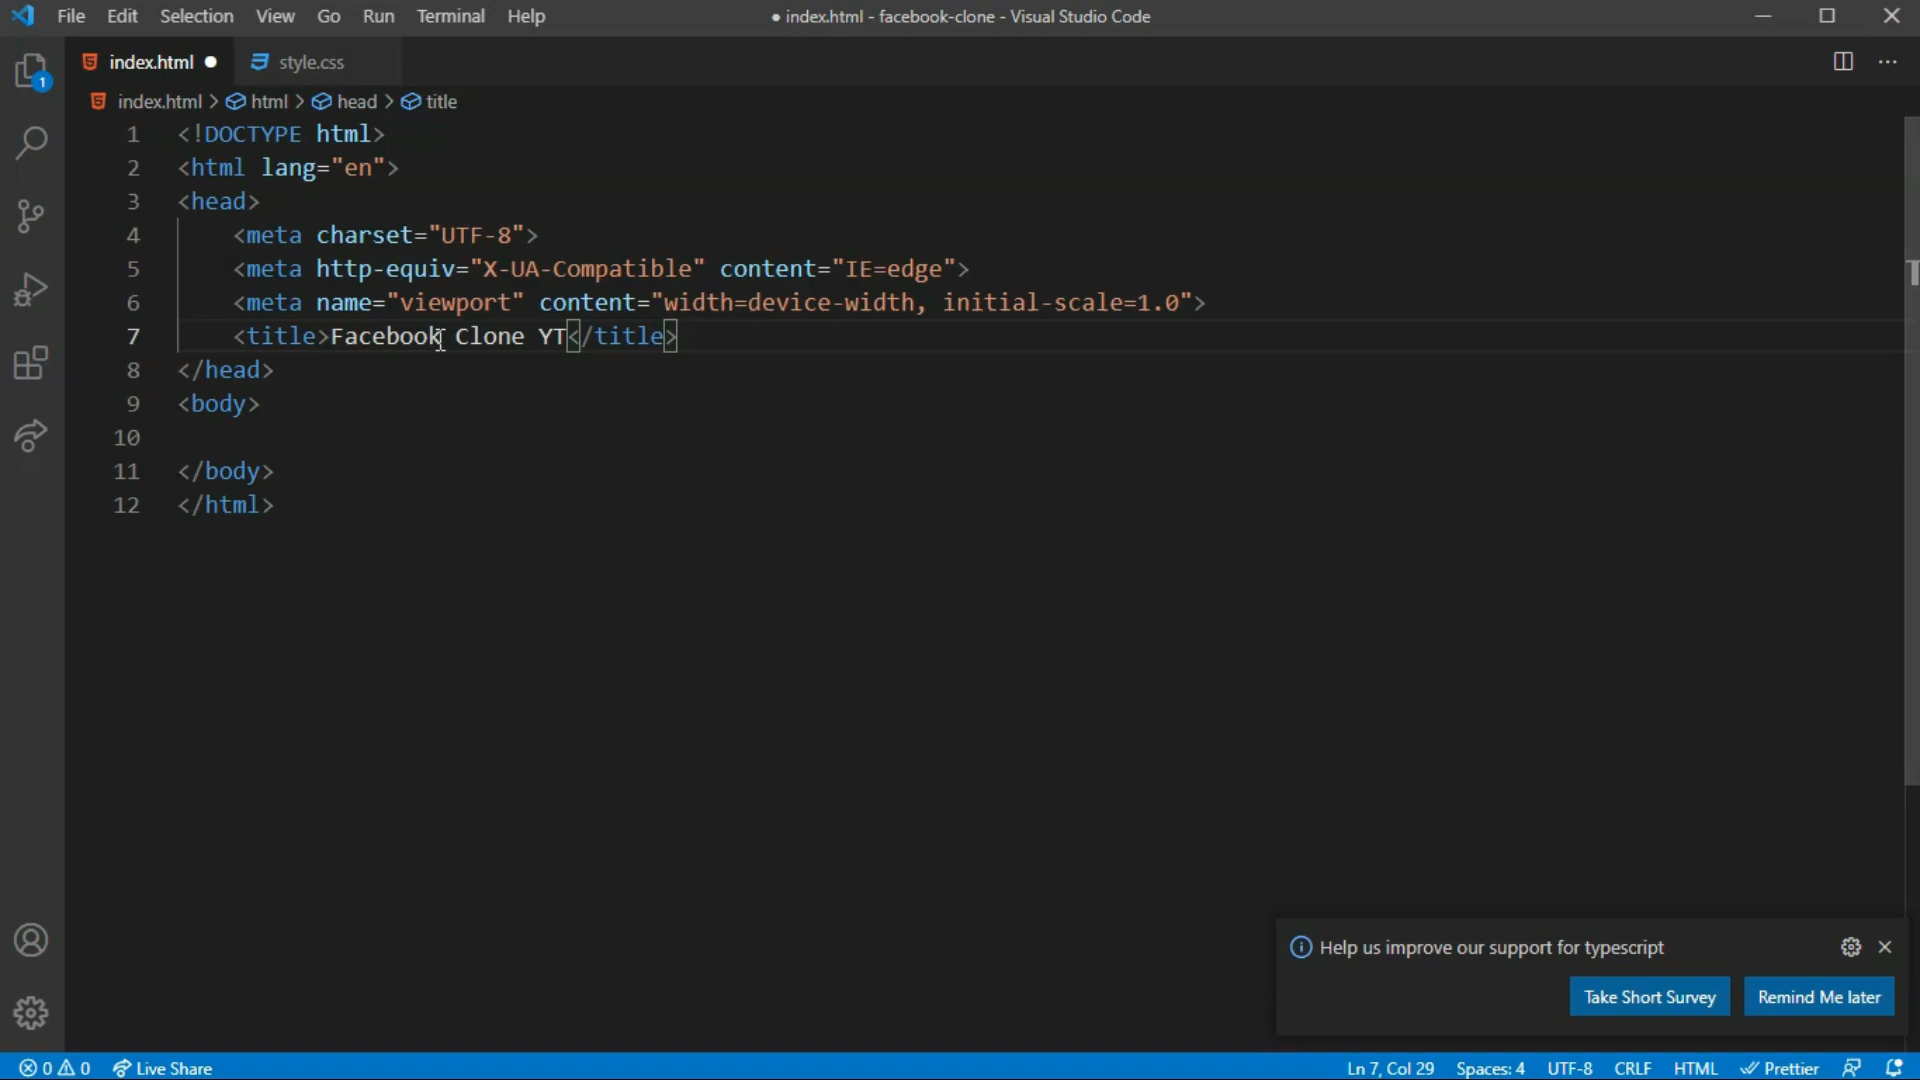 File Edit Selection View Go Run Terminal Help ● index.html - facebook-clone - Visual Studio Code
index.html ● style.css
index.html > html > head > title
1 <!DOCTYPE html>
2 <html lang="en">
3 <head>
4     <meta charset="UTF-8">
5     <meta http-equiv="X-UA-Compatible" content="IE=edge">
6     <meta name="viewport" content="width=device-width, initial-scale=1.0">
7     <title>Facebook Clone YT</title>
8 </head>
9 <body>
10
11 </body>
12 </html>
1
Help us improve our support for typescript
Take Short Survey Remind Me later
0 0 Live Share Ln 7, Col 29 Spaces: 4 UTF-8 CRLF HTML Prettier